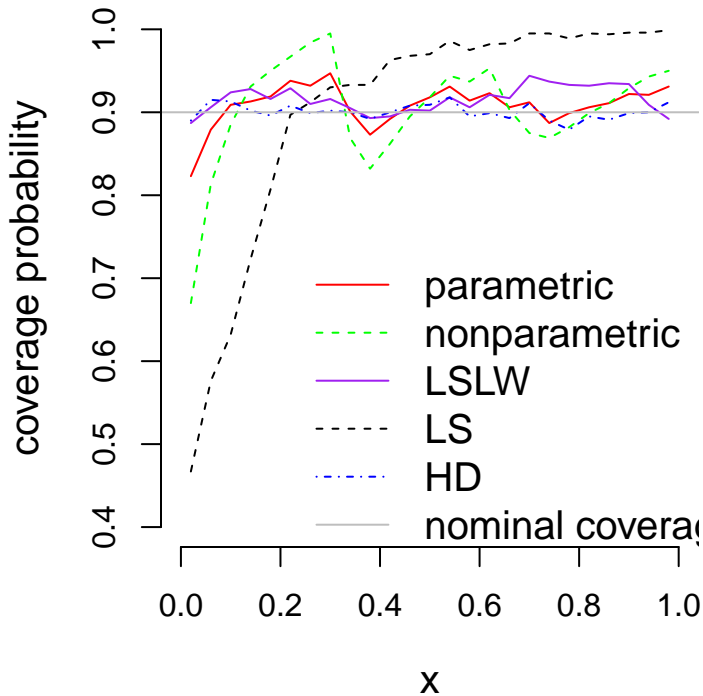 coverage probability
1.0
0.9
0.8
0.7
0.6
0.5
0.4
parametric
nonparametric
LSLW
LS
HD
nominal coverag
0.0 0.2 0.4 0.6 0.8 1.0
x